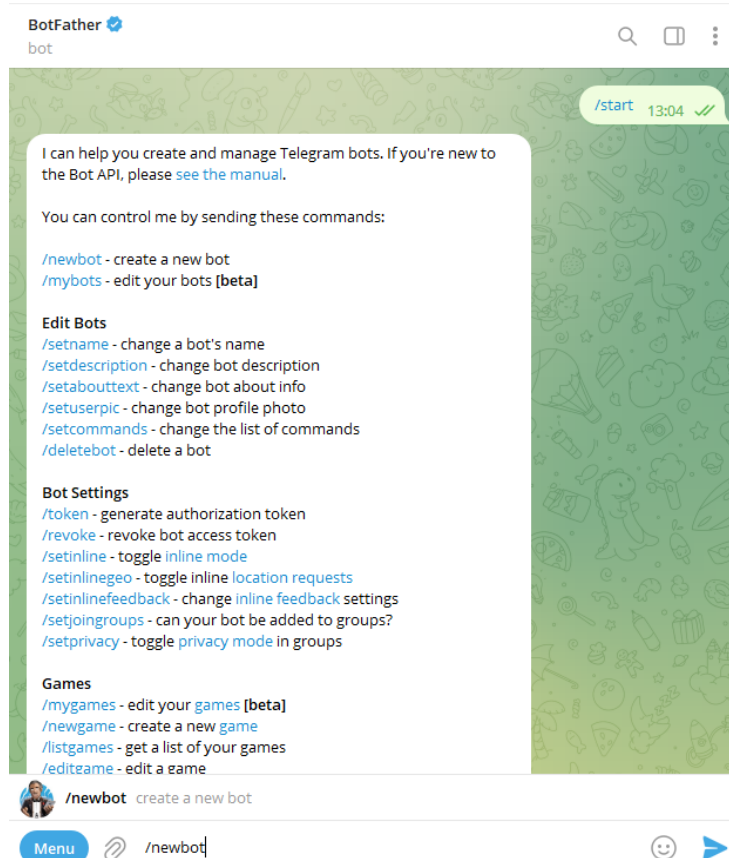 BotFather
bot
/start 13:04
I can help you create and manage Telegram bots. If you're new to
the Bot API, please see the manual.
You can control me by sending these commands:
/newbot - create a new bot
/mybots - edit your bots [beta]
Edit Bots
/setname - change a bot's name
/setdescription - change bot description
/setabouttext - change bot about info
/setuserpic - change bot profile photo
/setcommands - change the list of commands
/deletebot - delete a bot
Bot Settings
/token - generate authorization token
/revoke - revoke bot access token
/setinline - toggle inline mode
/setinlinegeo - toggle inline location requests
/setinlinefeedback - change inline feedback settings
/setjoingroups - can your bot be added to groups?
/setprivacy - toggle privacy mode in groups
Games
/mygames - edit your games [beta]
/newgame - create a new game
/listgames - get a list of your games
/editgame - edit a game
/newbot create a new bot
Menu /newbot